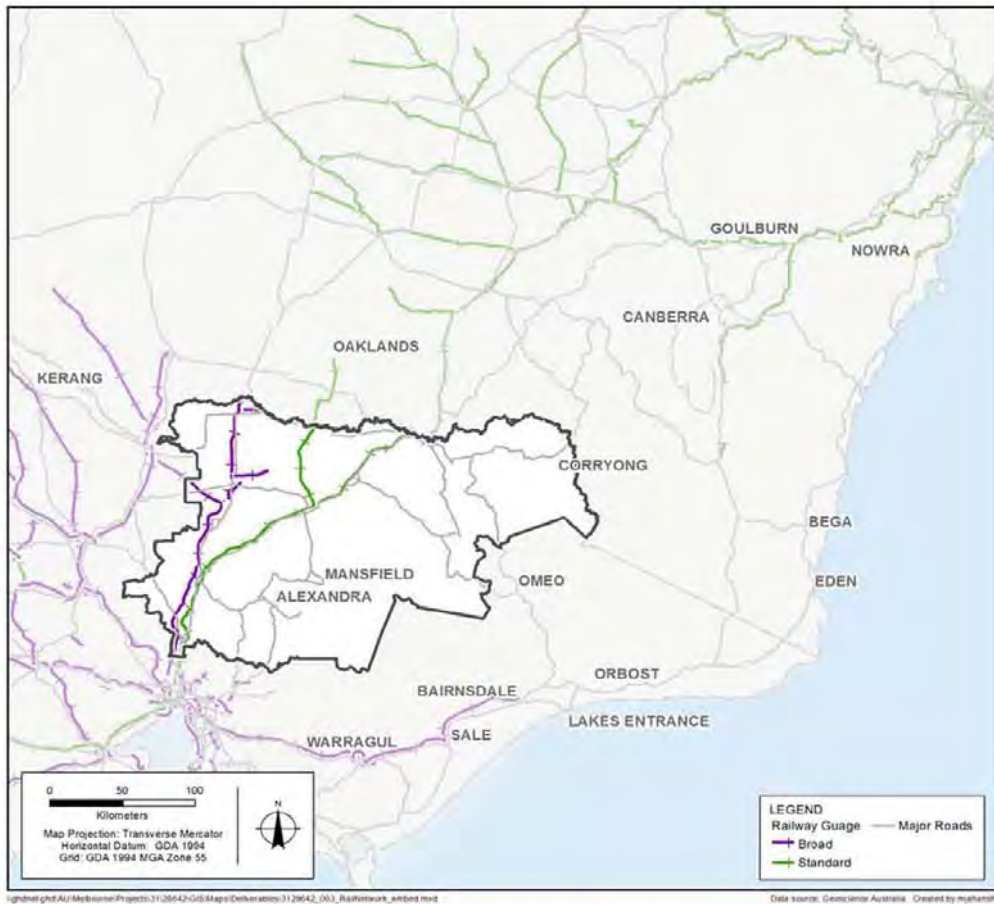 GOULBURN
NOWRA
CANBERRA
OAKLANDS
KERANG
CORRYONG
BEGA
MANSFIELD
OMEO
EDEN
ALEXANDRA
ORBOST
BAIRNSDALE
LAKES ENTRANCE
WARRAGUL
SALE
0 50 100
Kilometers
Map Projection: Transverse Mercator
Horizontal Datum: GDA 1994
Grid: GDA 1994 MGA Zone 55
N
LEGEND
Railway Guage
Major Roads
Broad
Standard
Data source: Geoscience Australia Created by